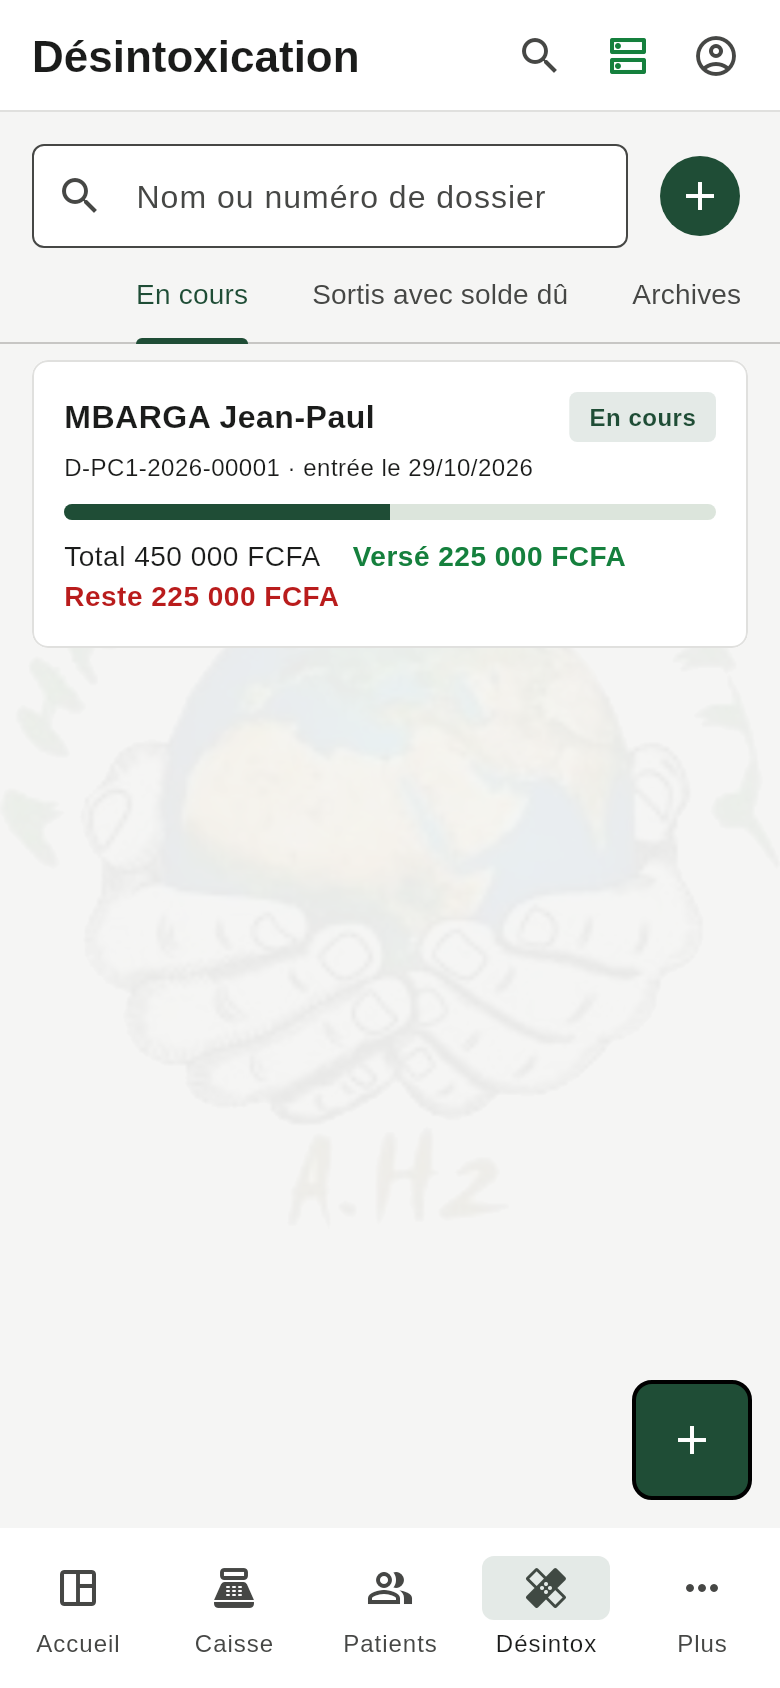 Désintoxication
Nom ou numéro de dossier
En cours Sortis avec solde dû Archives
MBARGA Jean-Paul En cours
D-PC1-2026-00001 · entrée le 29/10/2026
Total 450 000 FCFA Versé 225 000 FCFA
Reste 225 000 FCFA
A.H2
Accueil Caisse Patients Désintox Plus